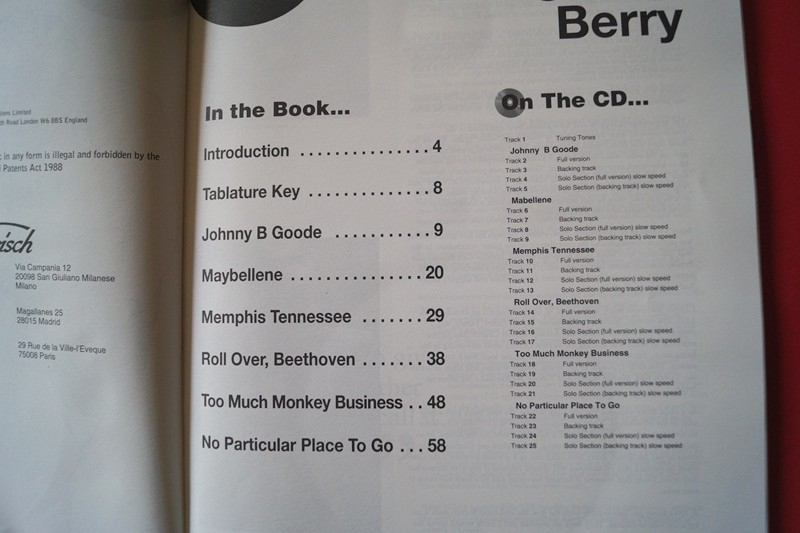 Limited
Road London W6 8BS England
in any form is illegal and forbidden by the
Patents Act 1988
Via Campania 12
20098 San Giuliano Milanese
Milano
Magallanes 25
28015 Madrid
29 Rue de la Ville-l'Eveque
75008 Paris
Berry
In the Book...
Introduction ............... 4
Tablature Key ............. 8
Johnny B Goode ........... 9
Maybellene ............... 20
Memphis Tennessee ....... 29
Roll Over, Beethoven ....... 38
Too Much Monkey Business .. 48
No Particular Place To Go ... 58
On The CD...
Track 1 Tuning Tones
Johnny B Goode
Track 2 Full version
Track 3 Backing track
Track 4 Solo Section (full version) slow speed
Track 5 Solo Section (backing track) slow speed
Mabellene
Track 6 Full version
Track 7 Backing track
Track 8 Solo Section (full version) slow speed
Track 9 Solo Section (backing track) slow speed
Memphis Tennessee
Track 10 Full version
Track 11 Backing track
Track 12 Solo Section (full version) slow speed
Track 13 Solo Section (backing track) slow speed
Roll Over, Beethoven
Track 14 Full version
Track 15 Backing track
Track 16 Solo Section (full version) slow speed
Track 17 Solo Section (backing track) slow speed
Too Much Monkey Business
Track 18 Full version
Track 19 Backing track
Track 20 Solo Section (full version) slow speed
Track 21 Solo Section (backing track) slow speed
No Particular Place To Go
Track 22 Full version
Track 23 Backing track
Track 24 Solo Section (full version) slow speed
Track 25 Solo Section (backing track) slow speed